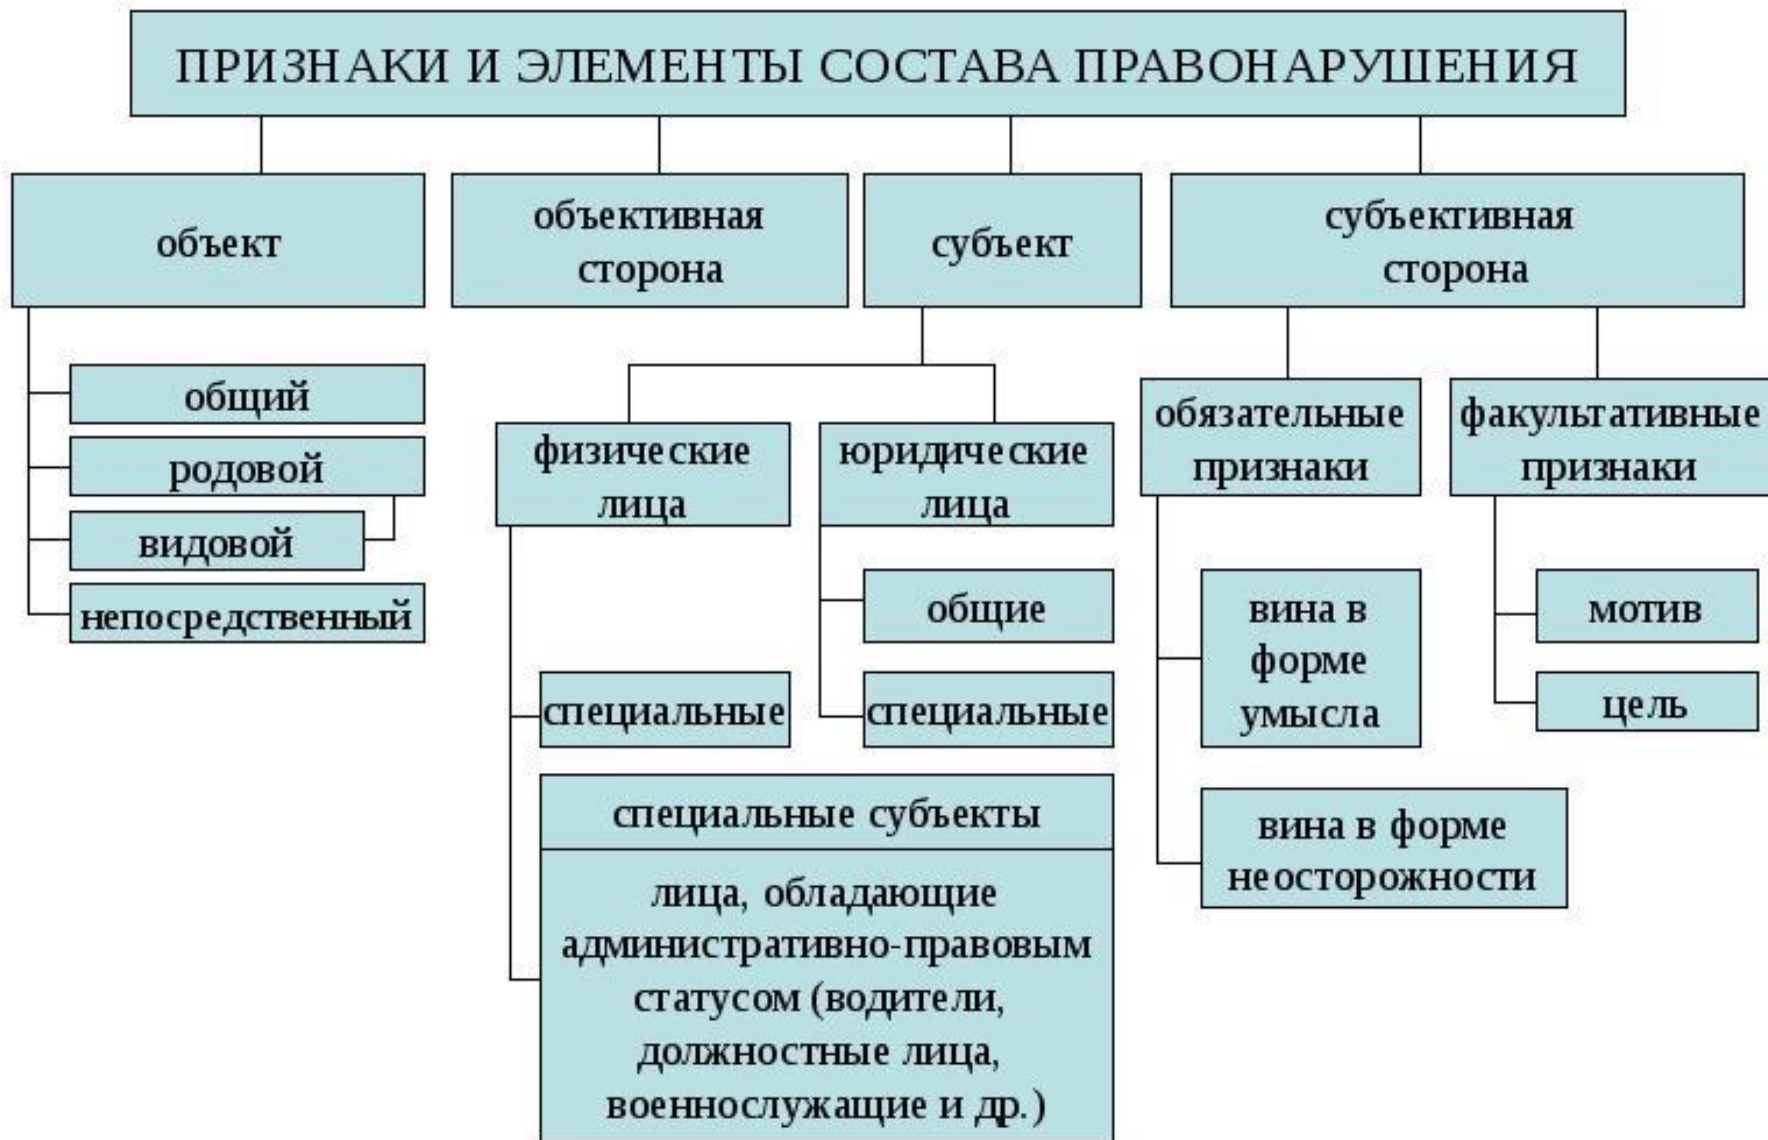 ПРИЗНАКИ И ЭЛЕМЕНТЫ СОСТАВА ПРАВОНАРУШЕНИЯ
объект
объективная
сторона
субъект
субъективная
сторона
общий
родовой
видовой
непосредственный
физические
лица
юридические
лица
общие
специальные
специальные
специальные субъекты
лица, обладающие
административно-правовым
статусом (водители,
должностные лица,
военнослужащие и др.)
обязательные
признаки
факультативные
признаки
вина в
форме
умысла
вина в форме
неосторожности
мотив
цель